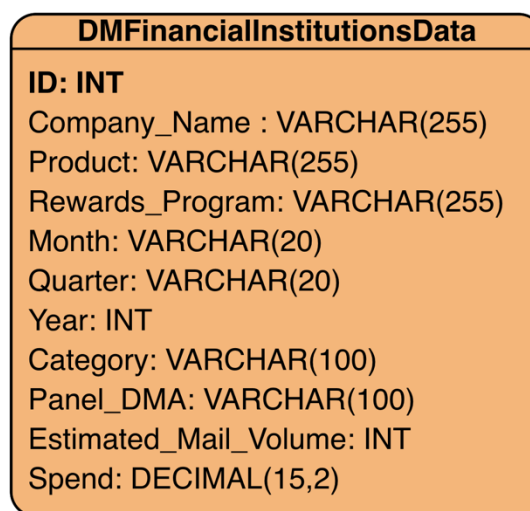 DMFinancialInstitutionsData
ID: INT
Company_Name : VARCHAR(255)
Product: VARCHAR(255)
Rewards_Program: VARCHAR(255)
Month: VARCHAR(20)
Quarter: VARCHAR(20)
Year: INT
Category: VARCHAR(100)
Panel_DMA: VARCHAR(100)
Estimated_Mail_Volume: INT
Spend: DECIMAL(15,2)